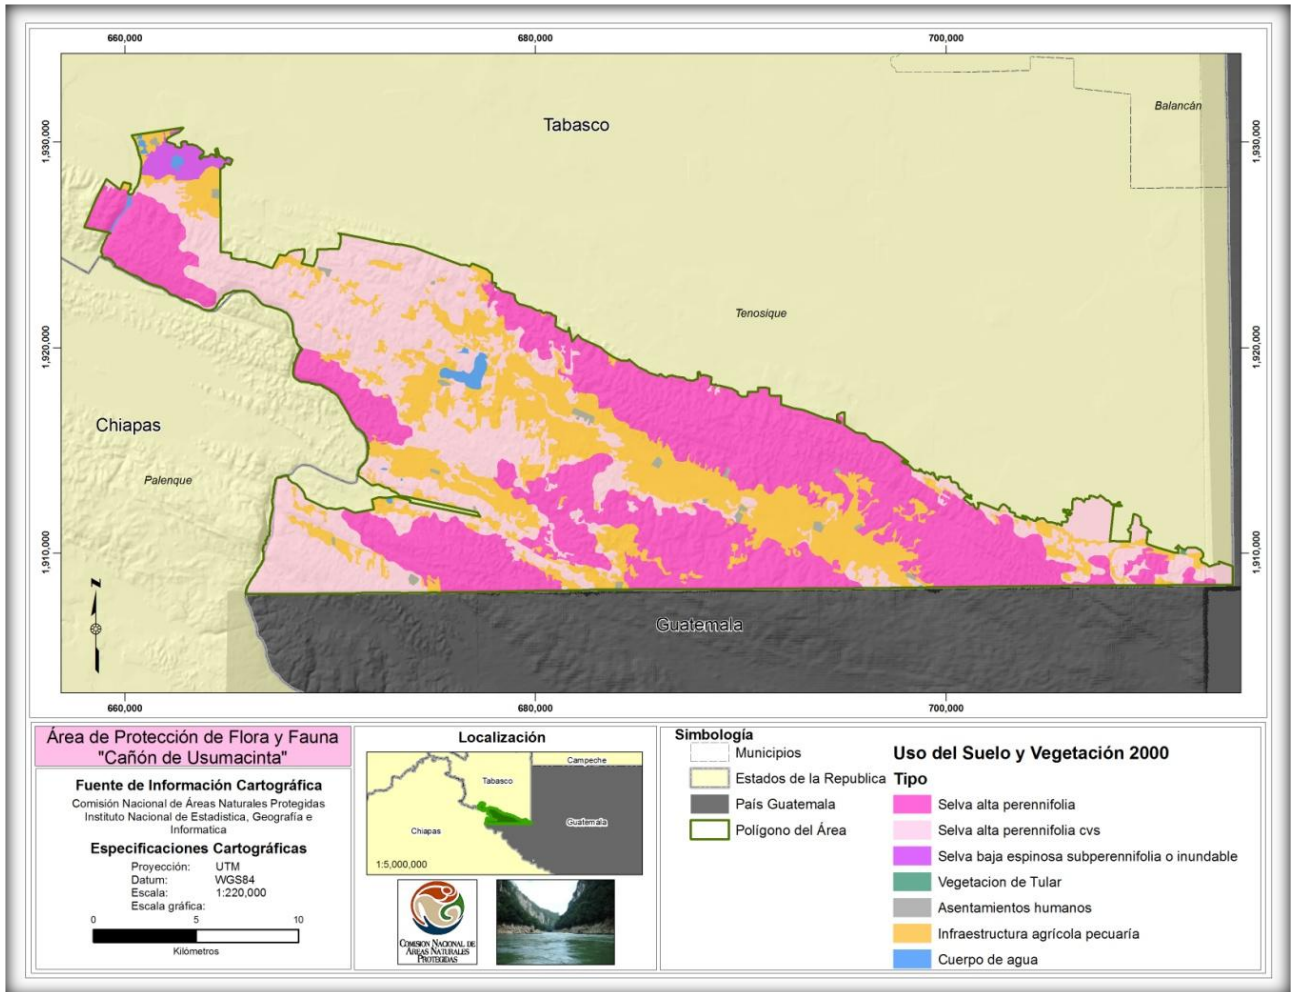 660,000
680,000
700,000
Balancán
Tabasco
1,930,000
1,930,000
Tenosique
1,920,000
1,920,000
Chiapas
Palenque
1,910,000
1,910,000
Z
Guatemala
660,000
680,000
700,000
Área de Protección de Flora y Fauna
"Cañón de Usumacinta"
Fuente de Información Cartográfica
Comisión Nacional de Áreas Naturales Protegidas
Instituto Nacional de Estadística, Geografía e
Informatica
Especificaciones Cartográficas
Proyección: UTM
Datum: WGS84
Escala: 1:220,000
Escala gráfica:
0 5 10
Kilómetros
Localización
Campeche
Tabasco
Guatemala
Chiapas
1:5,000,000
COMISION NACIONAL DE
ÁREAS NATURALES
PROTEGIDAS
Simbología
Municipios
Estados de la Republica
País Guatemala
Polígono del Área
Uso del Suelo y Vegetación 2000
Tipo
Selva alta perennifolia
Selva alta perennifolia cvs
Selva baja espinosa subperennifolia o inundable
Vegetacion de Tular
Asentamientos humanos
Infraestructura agrícola pecuaría
Cuerpo de agua